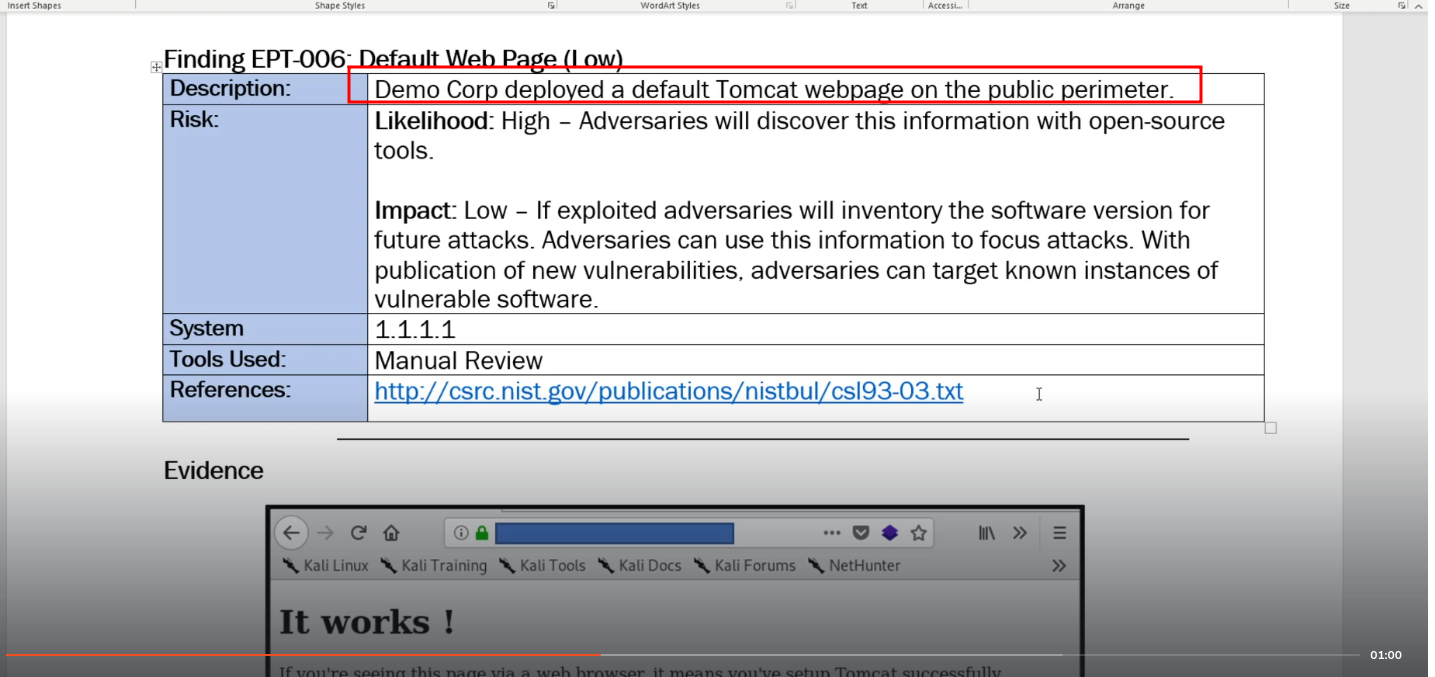 Insert Shapes
Shape Styles
WordArt Styles
Text
Accessi...
Arrange
Size
Finding EPT-006: Default Web Page (Low)
Description:
Demo Corp deployed a default Tomcat webpage on the public perimeter.
Risk:
Likelihood: High – Adversaries will discover this information with open-source
tools.
Impact: Low – If exploited adversaries will inventory the software version for
future attacks. Adversaries can use this information to focus attacks. With
publication of new vulnerabilities, adversaries can target known instances of
vulnerable software.
System
1.1.1.1
Tools Used:
Manual Review
References:
http://csrc.nist.gov/publications/nistbul/csl93-03.txt
Evidence
Kali Linux
Kali Training
Kali Tools
Kali Docs
Kali Forums
NetHunter
It works !
If you're seeing this page via a web browser, it means you've setup Tomcat successfully
01:00